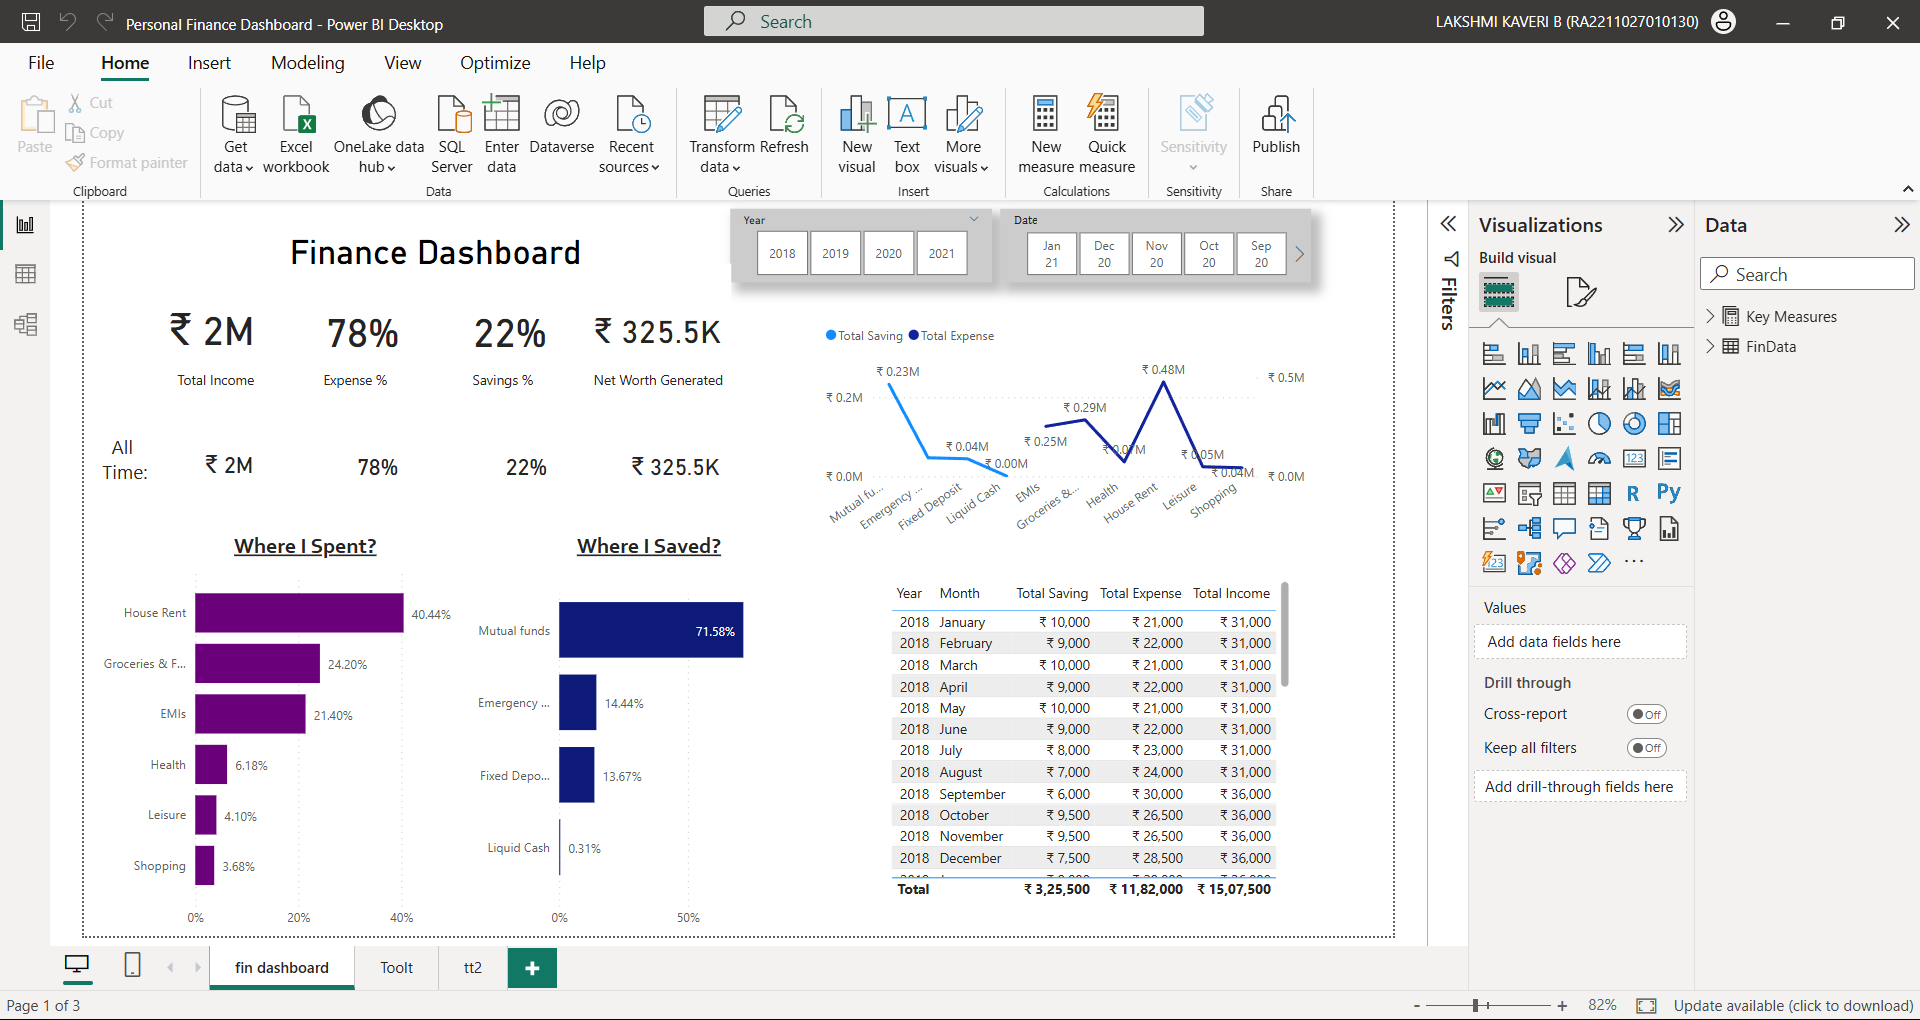 Personal Finance Dashboard - Power BI Desktop
Search
LAKSHMI KAVERI B (RA2211027010130)
File Home Insert Modeling View Optimize Help
Paste
Cut
Copy
Format painter
Clipboard
Get data
Excel workbook
OneLake data hub
SQL Server
Enter data
Dataverse
Recent sources
Data
Transform data
Refresh
Queries
New visual
Text box
More visuals
Insert
New measure
Quick measure
Calculations
Sensitivity
Sensitivity
Publish
Share
Finance Dashboard
Year
2018 2019 2020 2021
Date
Jan 21
Dec 20
Nov 20
Oct 20
Sep 20
₹ 2M 78% 22% ₹ 325.5K
Total Income Expense % Savings % Net Worth Generated
All Time:
₹ 2M 78% 22% ₹ 325.5K
Total Saving Total Expense
₹ 0.2M
₹ 0.0M
₹ 0.23M
₹ 0.04M
₹ 0.00M
₹ 0.25M
₹ 0.29M
₹ 0.07M
₹ 0.48M
₹ 0.05M
₹ 0.04M
₹ 0.5M
₹ 0.0M
Mutual fu...
Emergency ...
Fixed Deposit
Liquid Cash
EMIs
Groceries &...
Health
House Rent
Leisure
Shopping
Where I Spent?
House Rent 40.44%
Groceries & F... 24.20%
EMIs 21.40%
Health 6.18%
Leisure 4.10%
Shopping 3.68%
0% 20% 40%
Where I Saved?
Mutual funds 71.58%
Emergency ... 14.44%
Fixed Depo... 13.67%
Liquid Cash 0.31%
0% 50%
Year Month Total Saving Total Expense Total Income
2018 January ₹ 10,000 ₹ 21,000 ₹ 31,000
2018 February ₹ 9,000 ₹ 22,000 ₹ 31,000
2018 March ₹ 10,000 ₹ 21,000 ₹ 31,000
2018 April ₹ 9,000 ₹ 22,000 ₹ 31,000
2018 May ₹ 10,000 ₹ 21,000 ₹ 31,000
2018 June ₹ 9,000 ₹ 22,000 ₹ 31,000
2018 July ₹ 8,000 ₹ 23,000 ₹ 31,000
2018 August ₹ 7,000 ₹ 24,000 ₹ 31,000
2018 September ₹ 6,000 ₹ 30,000 ₹ 36,000
2018 October ₹ 9,500 ₹ 26,500 ₹ 36,000
2018 November ₹ 9,500 ₹ 26,500 ₹ 36,000
2018 December ₹ 7,500 ₹ 28,500 ₹ 36,000
Total ₹ 3,25,500 ₹ 11,82,000 ₹ 15,07,500
Filters
Visualizations
Build visual
123
R
Py
123
Values
Add data fields here
Drill through
Cross-report Off
Keep all filters Off
Add drill-through fields here
Data
Search
Key Measures
FinData
fin dashboard Toolt tt2
Page 1 of 3
- + 82%
Update available (click to download)